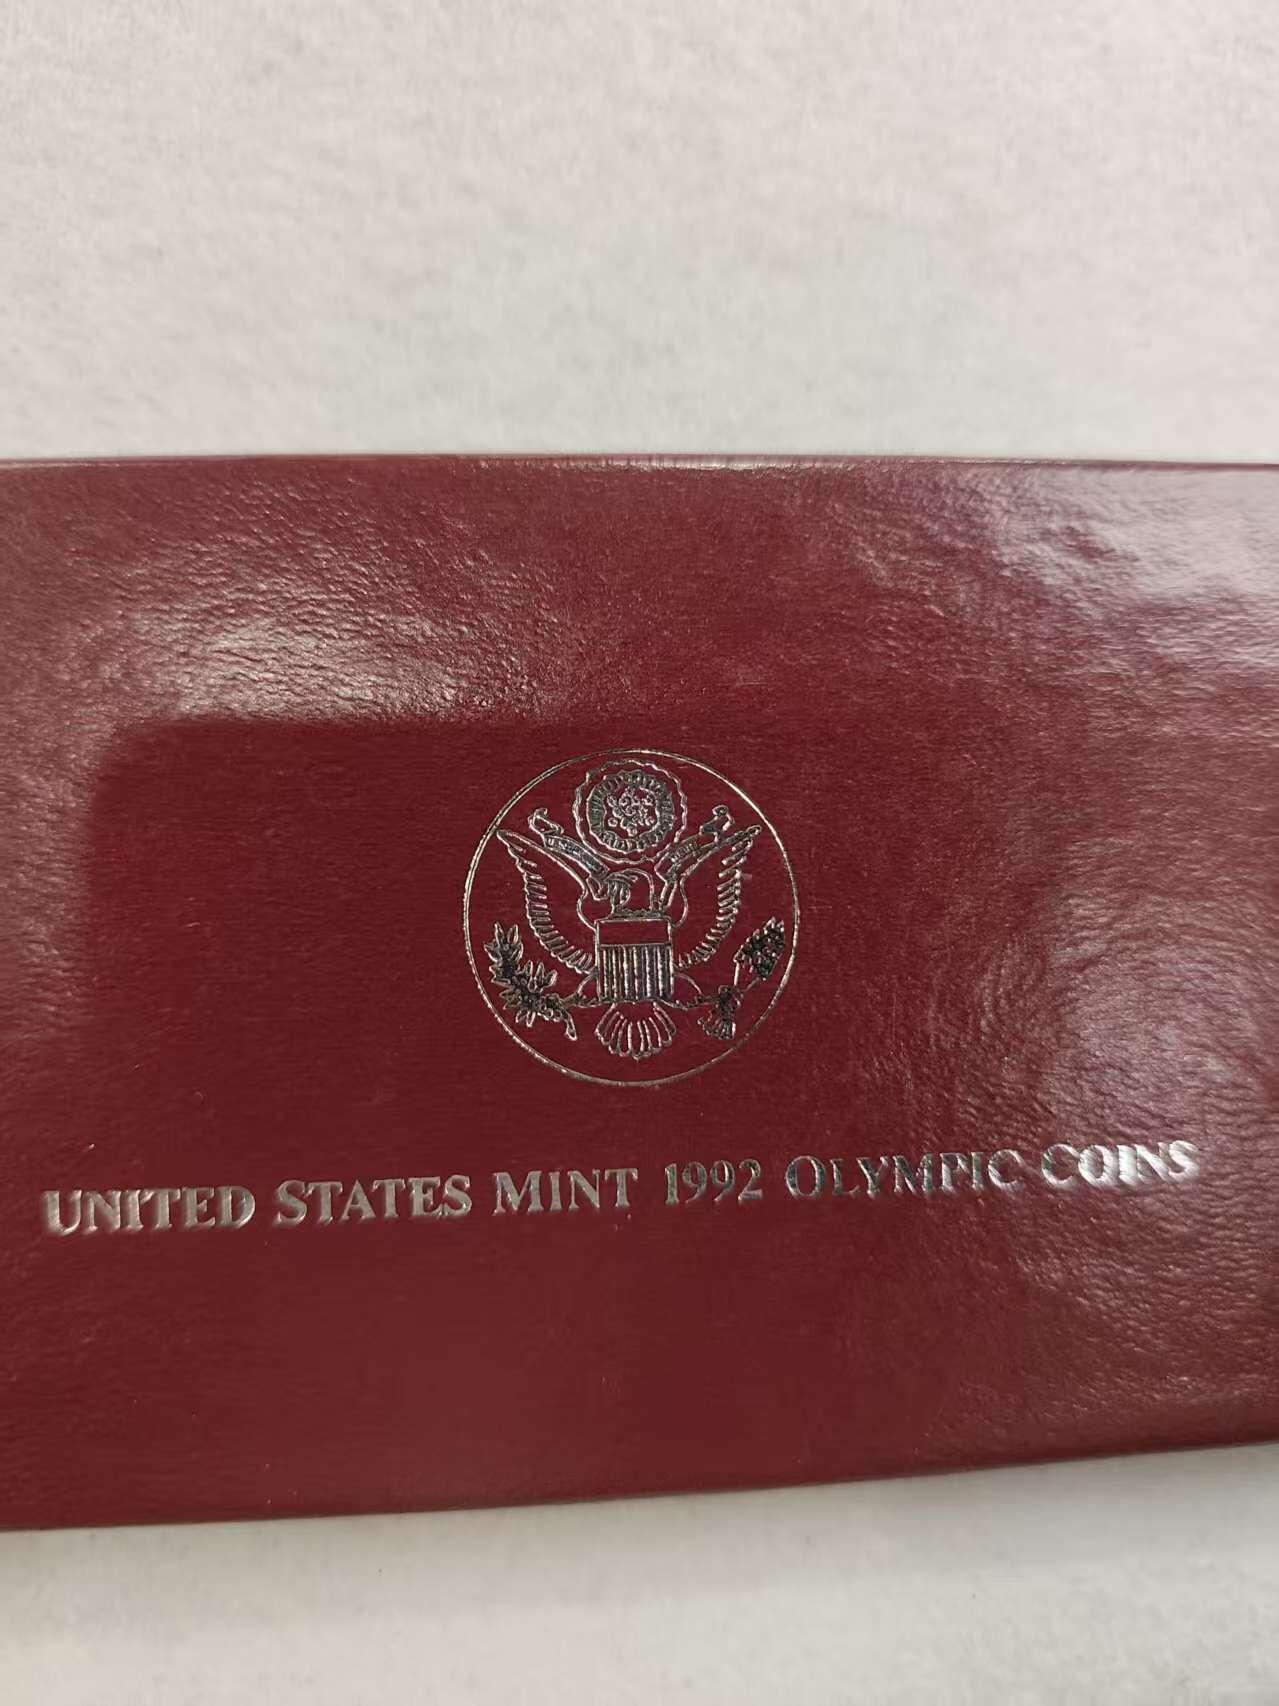 UNITED STATES MINT 1992 OLYMPIC COINS